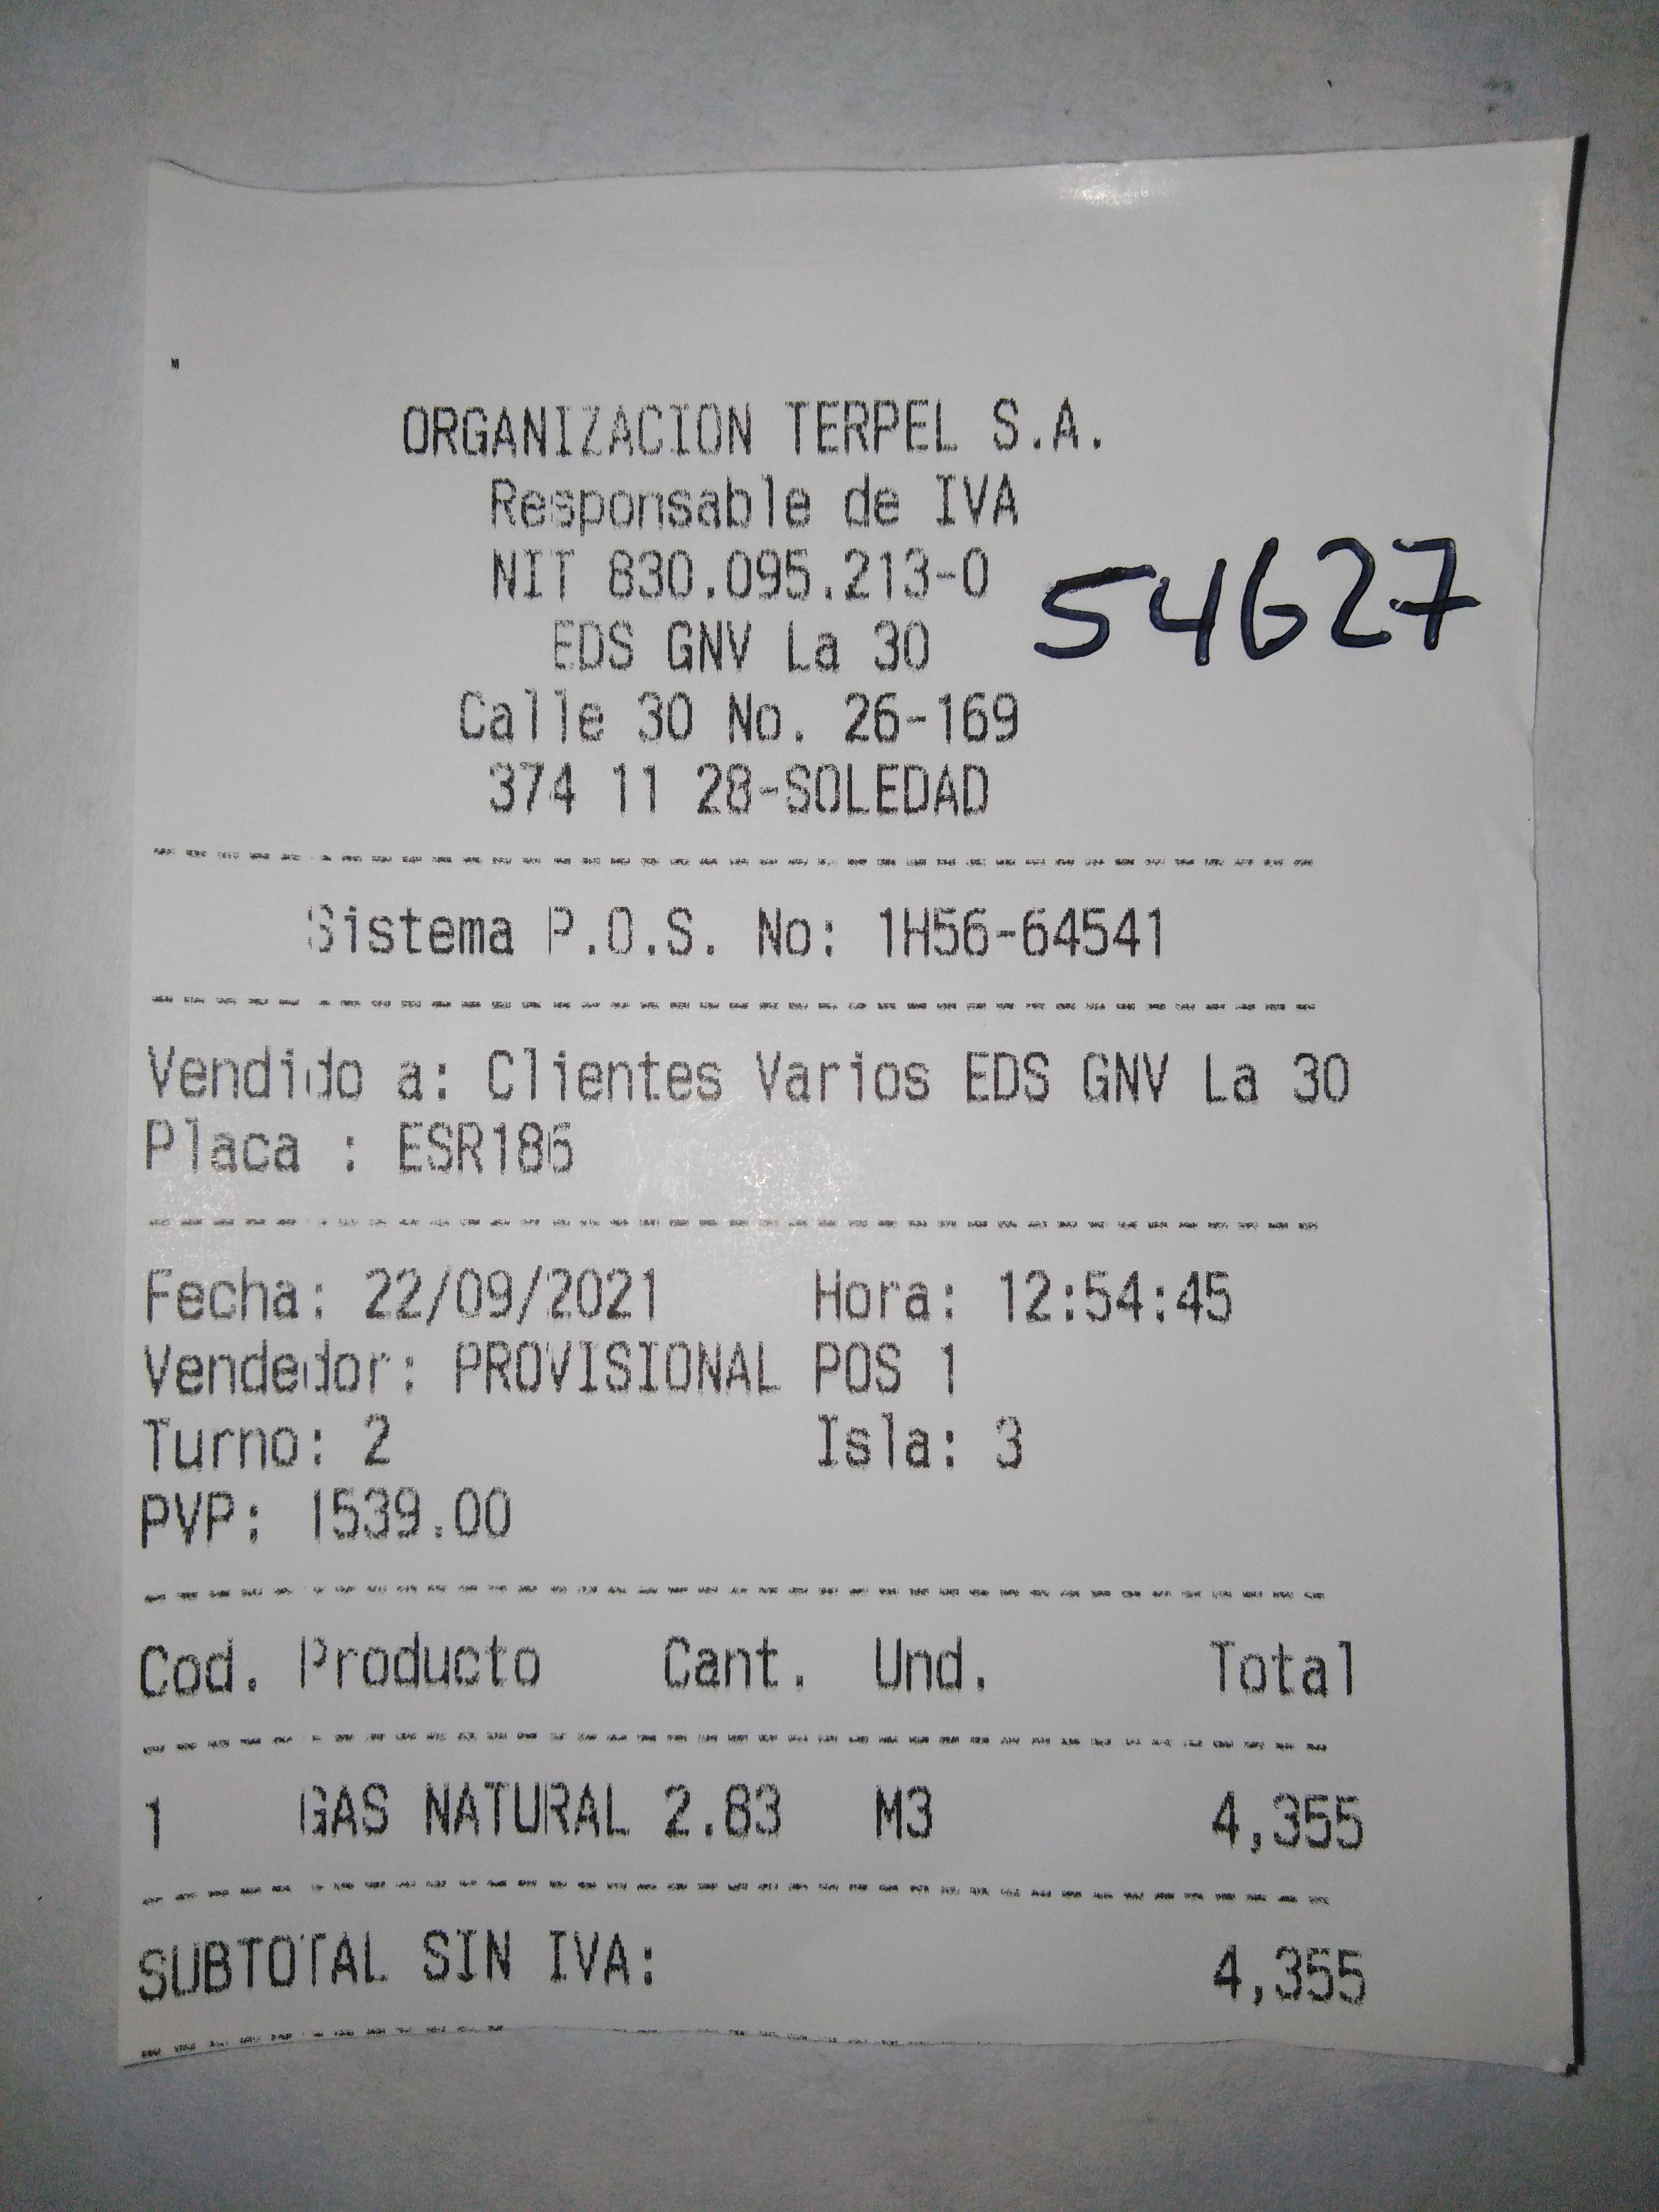 ORGANIZACION TERPEL S.A.
Responsable de IVA
NIT 830.095.213-0
54627
EDS GNV La 30
Calle 30 No. 26-169
374 11 28-SOLEDAD
Sistema P.O.S. No: 1H56-64541
Vendido a: Clientes Varios EDS GNV La 30
Placa : ESR186
Fecha: 22/09/2021 Hora: 12:54:45
Vendedor: PROVISIONAL POS 1
Turno: 2 Isla: 3
PVP: 1539.00
Cod. Producto Cant. Und. Total
1 GAS NATURAL 2.83 M3 4,355
SUBTOTAL SIN IVA: 4,355